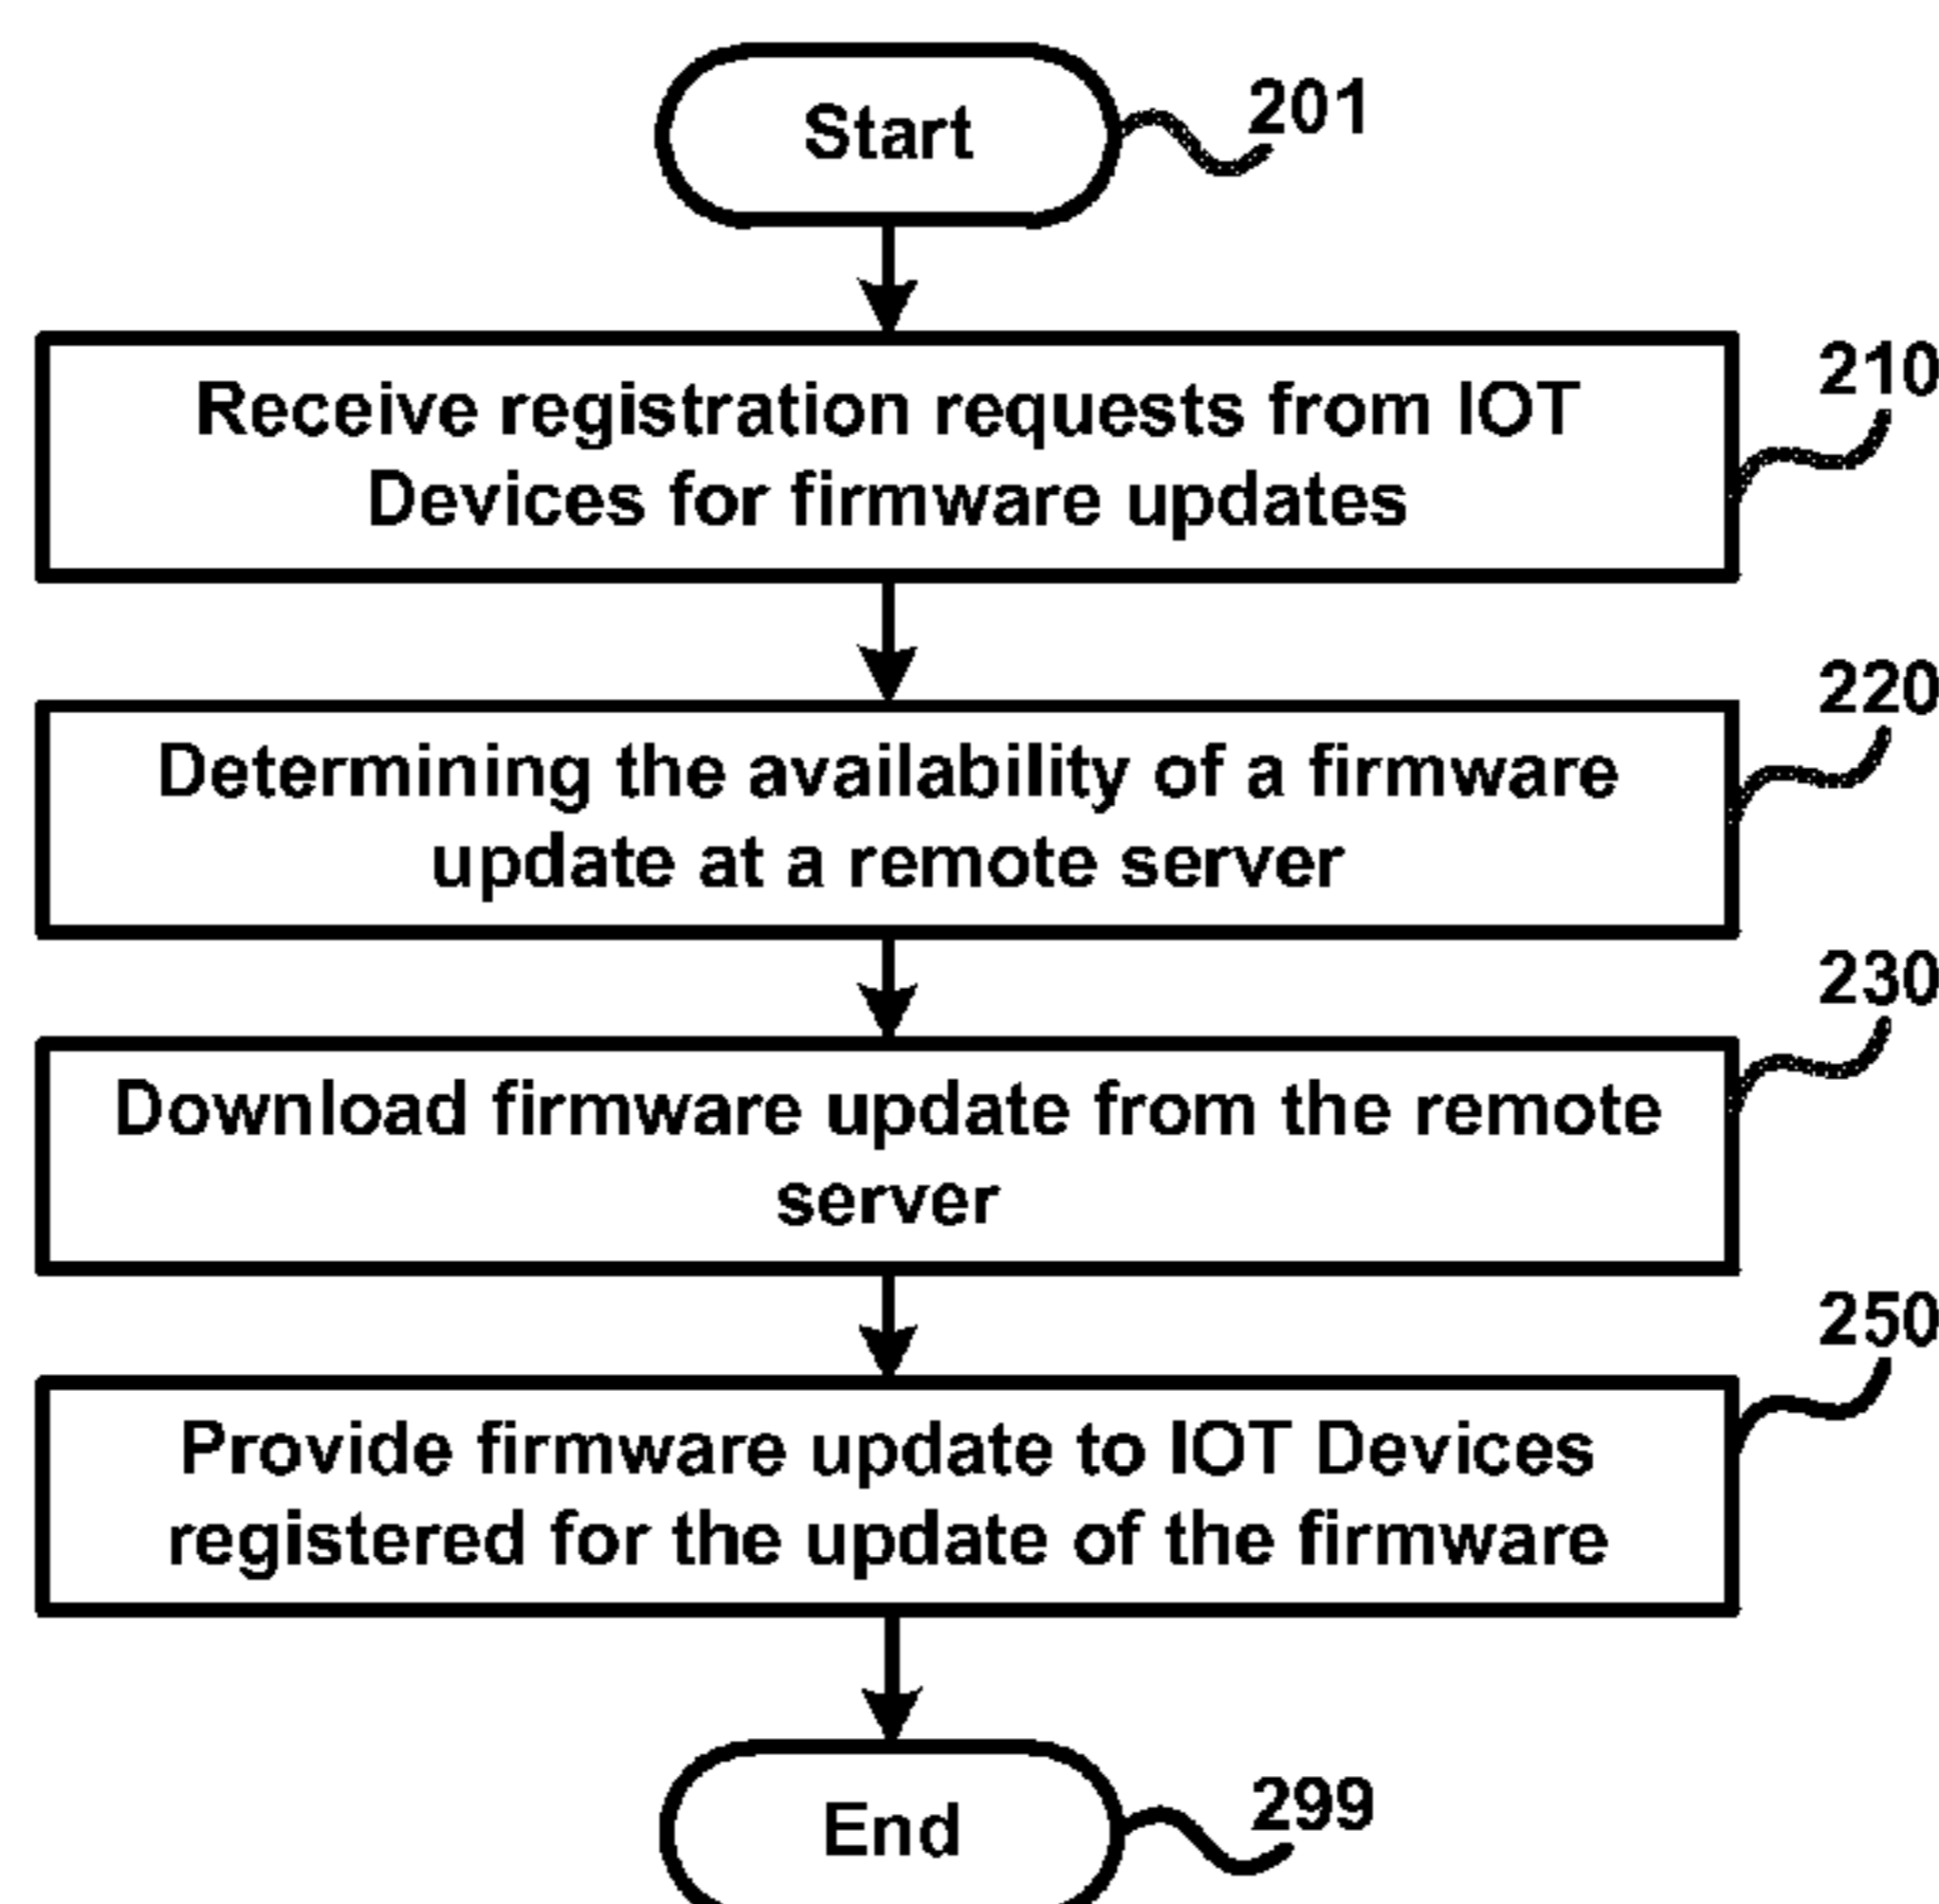 Start
201
Receive registration requests from IOT
Devices for firmware updates
210
Determining the availability of a firmware
update at a remote server
220
Download firmware update from the remote
server
230
Provide firmware update to IOT Devices
registered for the update of the firmware
250
End
299